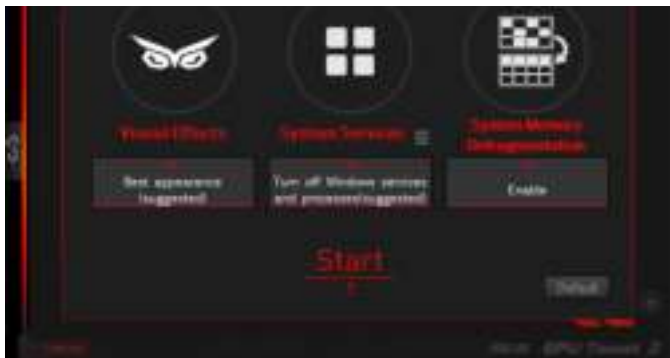 Visual Effects
System Services
System Memory
Defragmentation
Best appearance
(suggested)
Turn off Windows services
and processes(suggested)
Enable
Start
Default
GPU Tweak